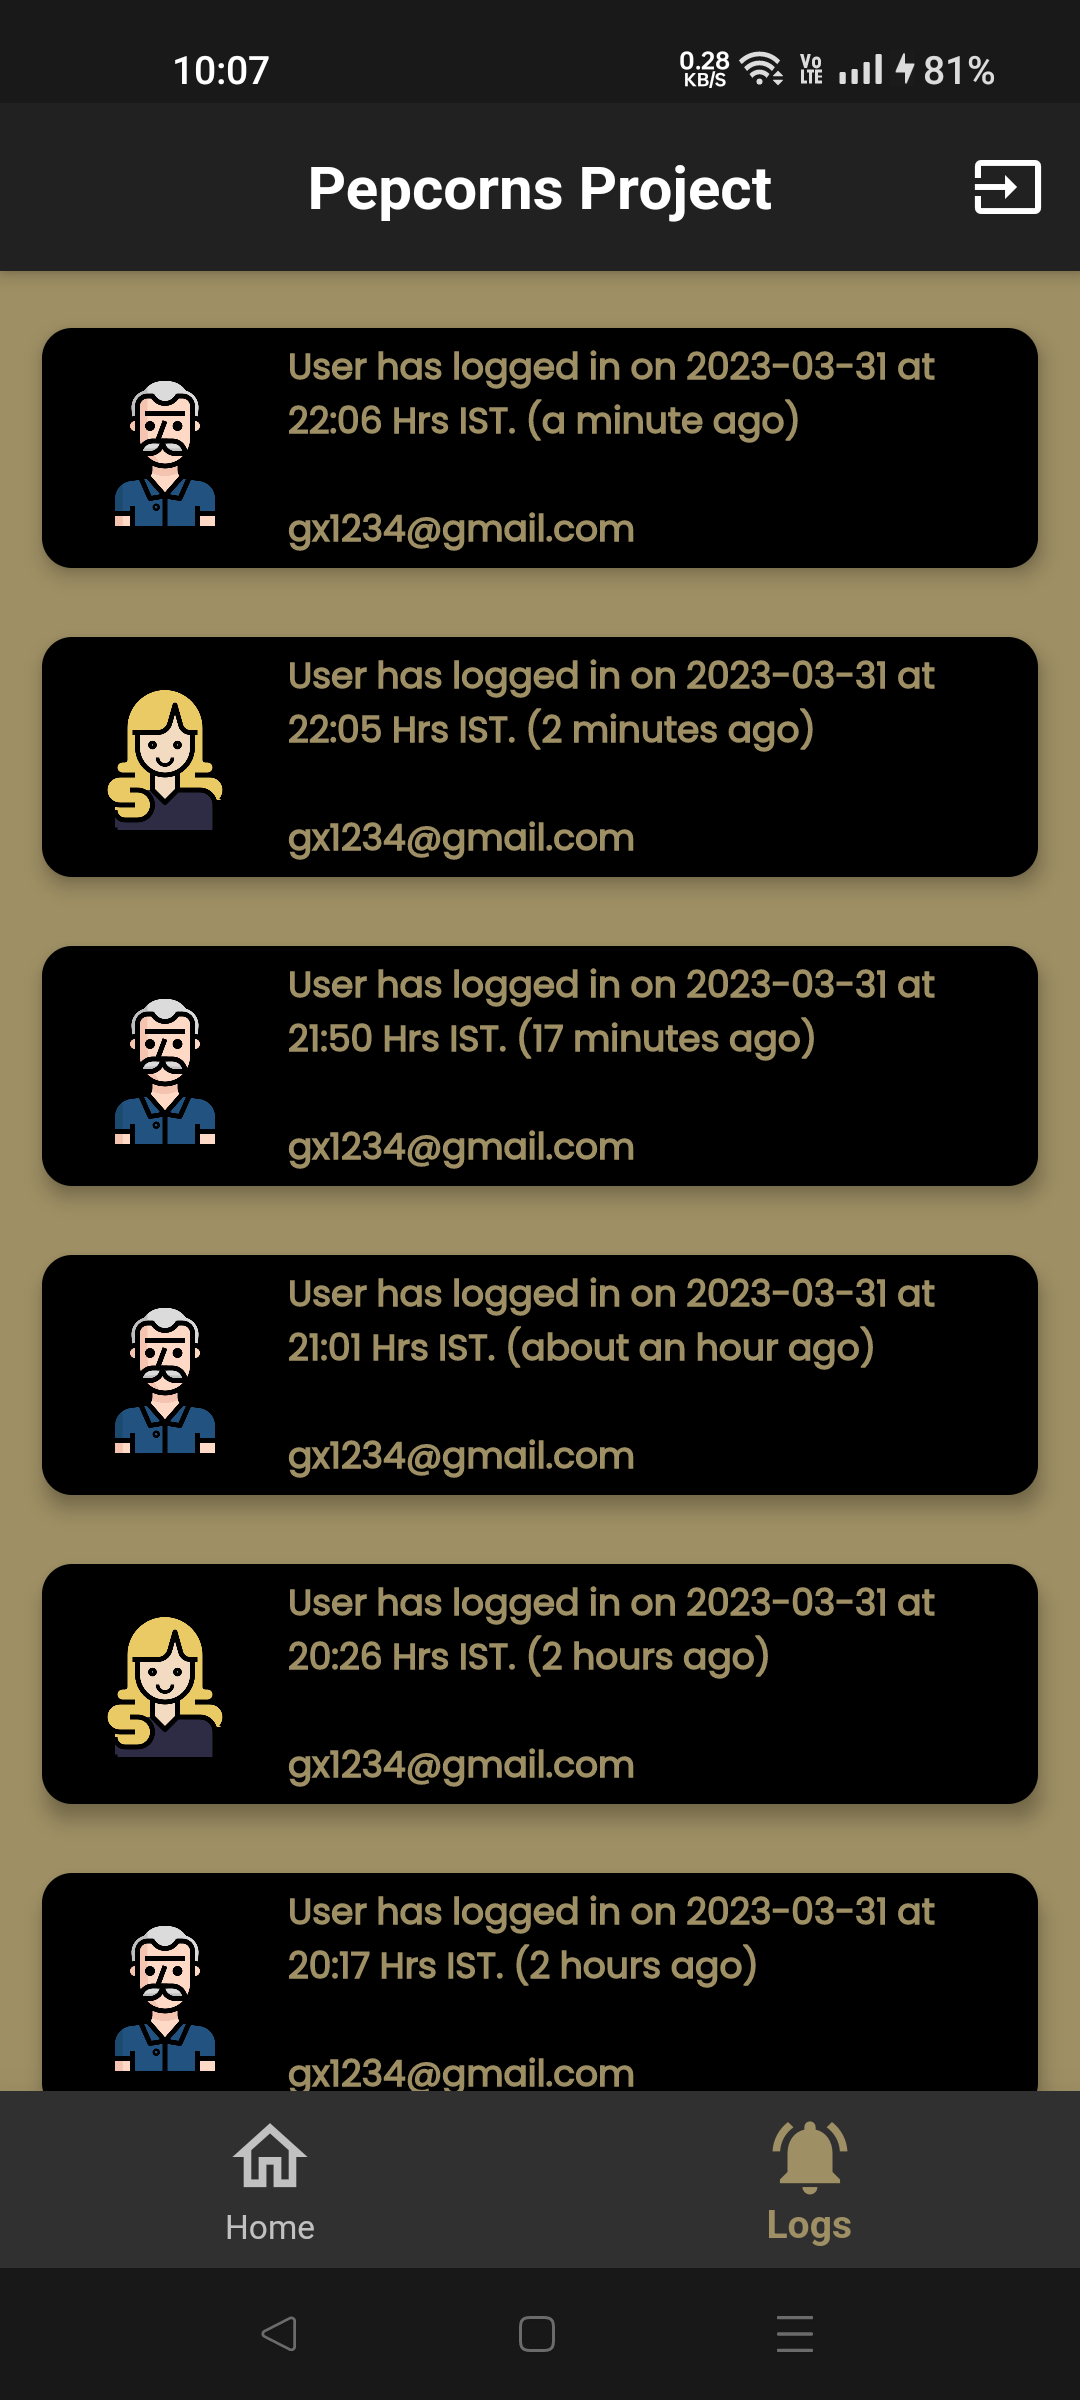 10:07
0.28
KB/S
Vo
LTE
81%
Pepcorns Project
User has logged in on 2023-03-31 at
22:06 Hrs IST. (a minute ago)
gx1234@gmail.com
User has logged in on 2023-03-31 at
22:05 Hrs IST. (2 minutes ago)
gx1234@gmail.com
User has logged in on 2023-03-31 at
21:50 Hrs IST. (17 minutes ago)
gx1234@gmail.com
User has logged in on 2023-03-31 at
21:01 Hrs IST. (about an hour ago)
gx1234@gmail.com
User has logged in on 2023-03-31 at
20:26 Hrs IST. (2 hours ago)
gx1234@gmail.com
User has logged in on 2023-03-31 at
20:17 Hrs IST. (2 hours ago)
gx1234@gmail.com
Home
Logs